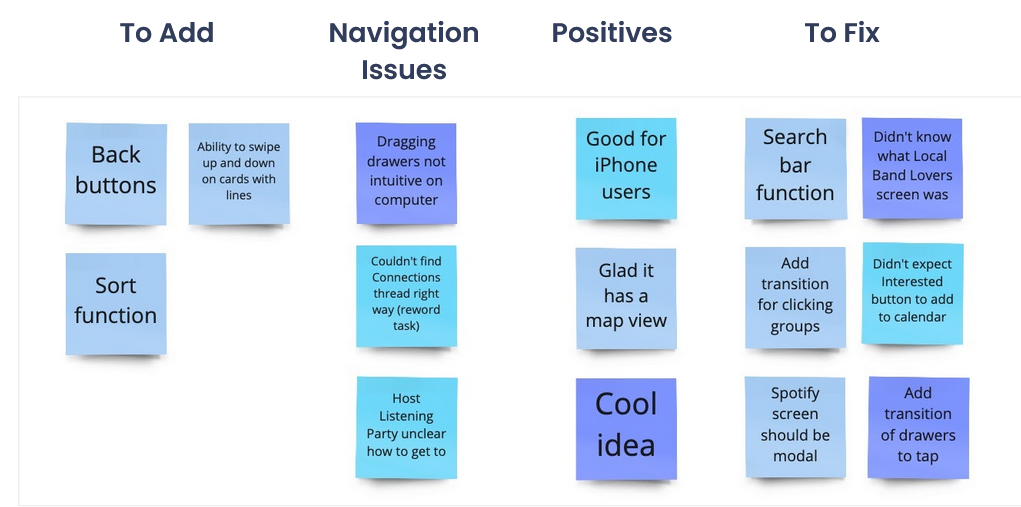 To Add
Navigation
Issues
Positives
To Fix
Back
buttons
Ability to swipe
up and down
on cards with
lines
Sort
function
Dragging
drawers not
intuitive on
computer
Couldn't find
Connections
thread right
way (reword
task)
Host
Listening
Party unclear
how to get to
Good for
iPhone
users
Glad it
has a
map view
Cool
idea
Search
bar
function
Didn't know
what Local
Band Lovers
screen was
Add
transition
for clicking
groups
Didn't expect
Interested
button to add
to calendar
Spotify
screen
should be
modal
Add
transition
of drawers
to tap